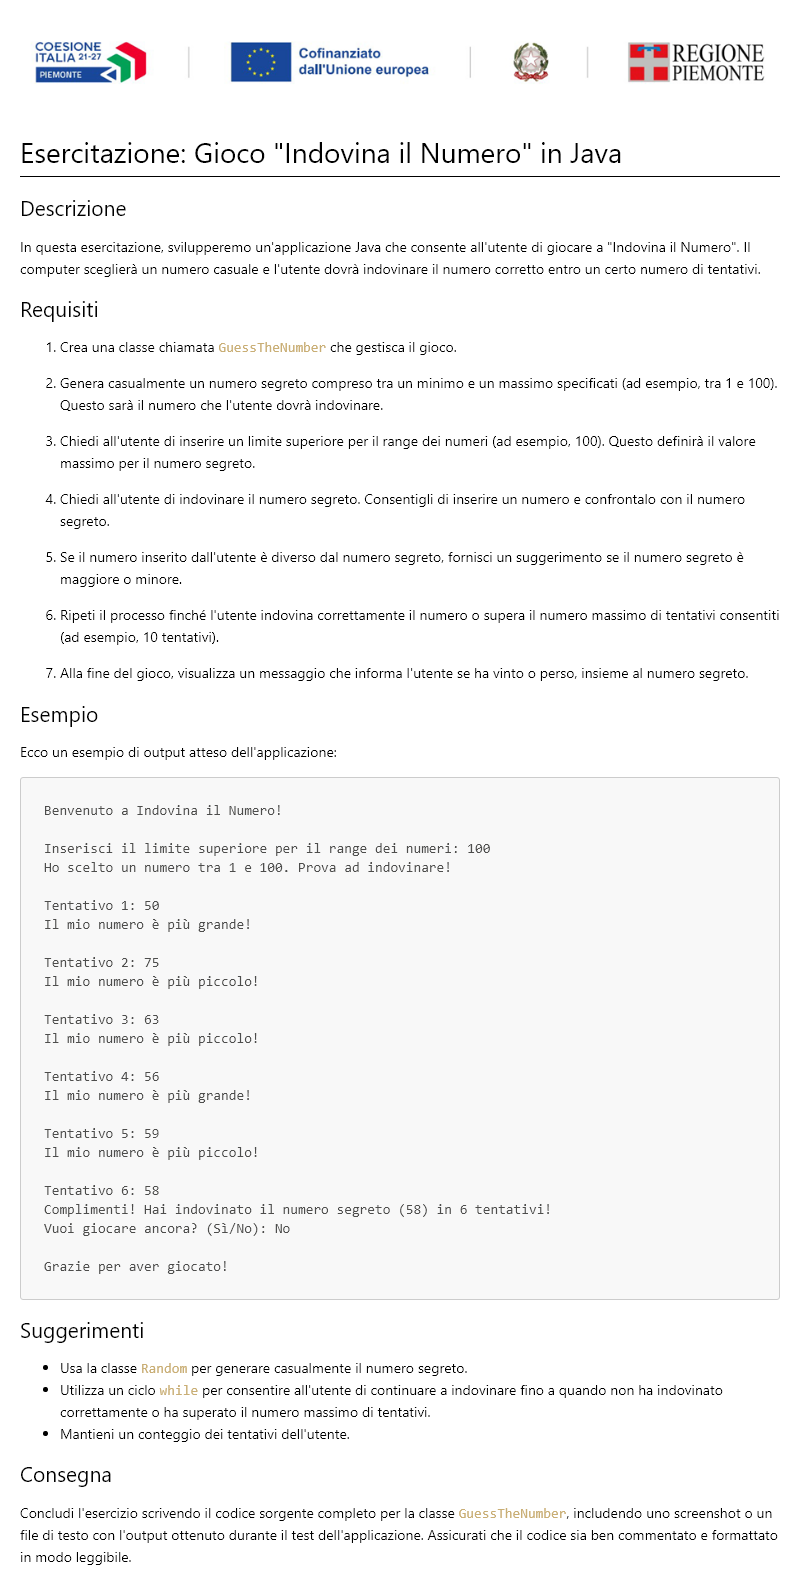 COESIONE
ITALIA 21-27
PIEMONTE
Cofinanziato
dall'Unione europea
REGIONE
PIEMONTE
Esercitazione: Gioco "Indovina il Numero" in Java
Descrizione
In questa esercitazione, svilupperemo un'applicazione Java che consente all'utente di giocare a "Indovina il Numero". Il
computer sceglierà un numero casuale e l'utente dovrà indovinare il numero corretto entro un certo numero di tentativi.
Requisiti
1. Crea una classe chiamata GuessTheNumber che gestisca il gioco.
2. Genera casualmente un numero segreto compreso tra un minimo e un massimo specificati (ad esempio, tra 1 e 100).
Questo sarà il numero che l'utente dovrà indovinare.
3. Chiedi all'utente di inserire un limite superiore per il range dei numeri (ad esempio, 100). Questo definirà il valore
massimo per il numero segreto.
4. Chiedi all'utente di indovinare il numero segreto. Consentigli di inserire un numero e confrontalo con il numero
segreto.
5. Se il numero inserito dall'utente è diverso dal numero segreto, fornisci un suggerimento se il numero segreto è
maggiore o minore.
6. Ripeti il processo finché l'utente indovina correttamente il numero o supera il numero massimo di tentativi consentiti
(ad esempio, 10 tentativi).
7. Alla fine del gioco, visualizza un messaggio che informa l'utente se ha vinto o perso, insieme al numero segreto.
Esempio
Ecco un esempio di output atteso dell'applicazione:
Benvenuto a Indovina il Numero!
Inserisci il limite superiore per il range dei numeri: 100
Ho scelto un numero tra 1 e 100. Prova ad indovinare!
Tentativo 1: 50
Il mio numero è più grande!
Tentativo 2: 75
Il mio numero è più piccolo!
Tentativo 3: 63
Il mio numero è più piccolo!
Tentativo 4: 56
Il mio numero è più grande!
Tentativo 5: 59
Il mio numero è più piccolo!
Tentativo 6: 58
Complimenti! Hai indovinato il numero segreto (58) in 6 tentativi!
Vuoi giocare ancora? (Sì/No): No
Grazie per aver giocato!
Suggerimenti
• Usa la classe Random per generare casualmente il numero segreto.
• Utilizza un ciclo while per consentire all'utente di continuare a indovinare fino a quando non ha indovinato
correttamente o ha superato il numero massimo di tentativi.
• Mantieni un conteggio dei tentativi dell'utente.
Consegna
Concludi l'esercizio scrivendo il codice sorgente completo per la classe GuessTheNumber, includendo uno screenshot o un
file di testo con l'output ottenuto durante il test dell'applicazione. Assicurati che il codice sia ben commentato e formattato
in modo leggibile.